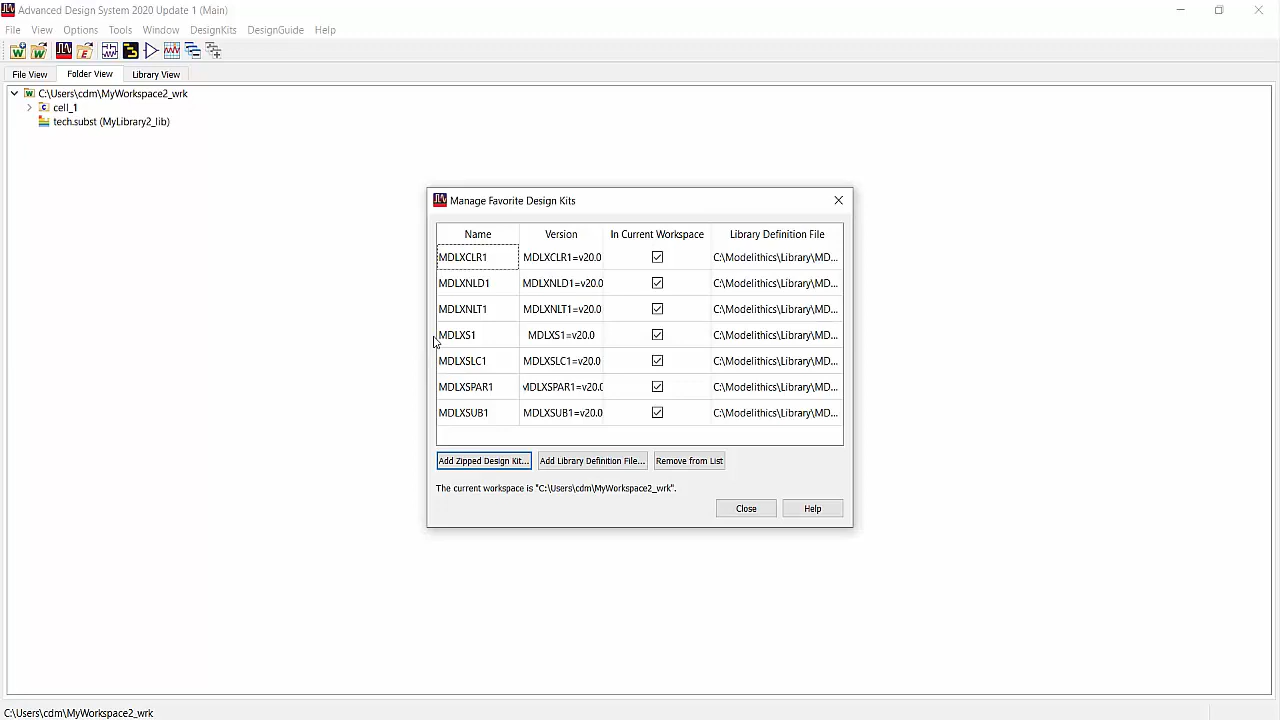 Advanced Design System 2020 Update 1 (Main)
File View Options Tools Window DesignKits DesignGuide Help
File View Folder View Library View
C:\Users\cdm\MyWorkspace2_wrk
cell_1
tech.subst (MyLibrary2_lib)
Manage Favorite Design Kits
Name Version In Current Workspace Library Definition File
MDLXCLR1 MDLXCLR1=v20.0 C:\Modelithics\Library\MD...
MDLXNLD1 MDLXNLD1=v20.0 C:\Modelithics\Library\MD...
MDLXNLT1 MDLXNLT1=v20.0 C:\Modelithics\Library\MD...
MDLXS1 MDLXS1=v20.0 C:\Modelithics\Library\MD...
MDLXSLC1 MDLXSLC1=v20.0 C:\Modelithics\Library\MD...
MDLXSPAR1 MDLXSPAR1=v20.0 C:\Modelithics\Library\MD...
MDLXSUB1 MDLXSUB1=v20.0 C:\Modelithics\Library\MD...
Add Zipped Design Kit... Add Library Definition File... Remove from List
The current workspace is "C:\Users\cdm\MyWorkspace2_wrk".
Close Help
C:\Users\cdm\MyWorkspace2_wrk